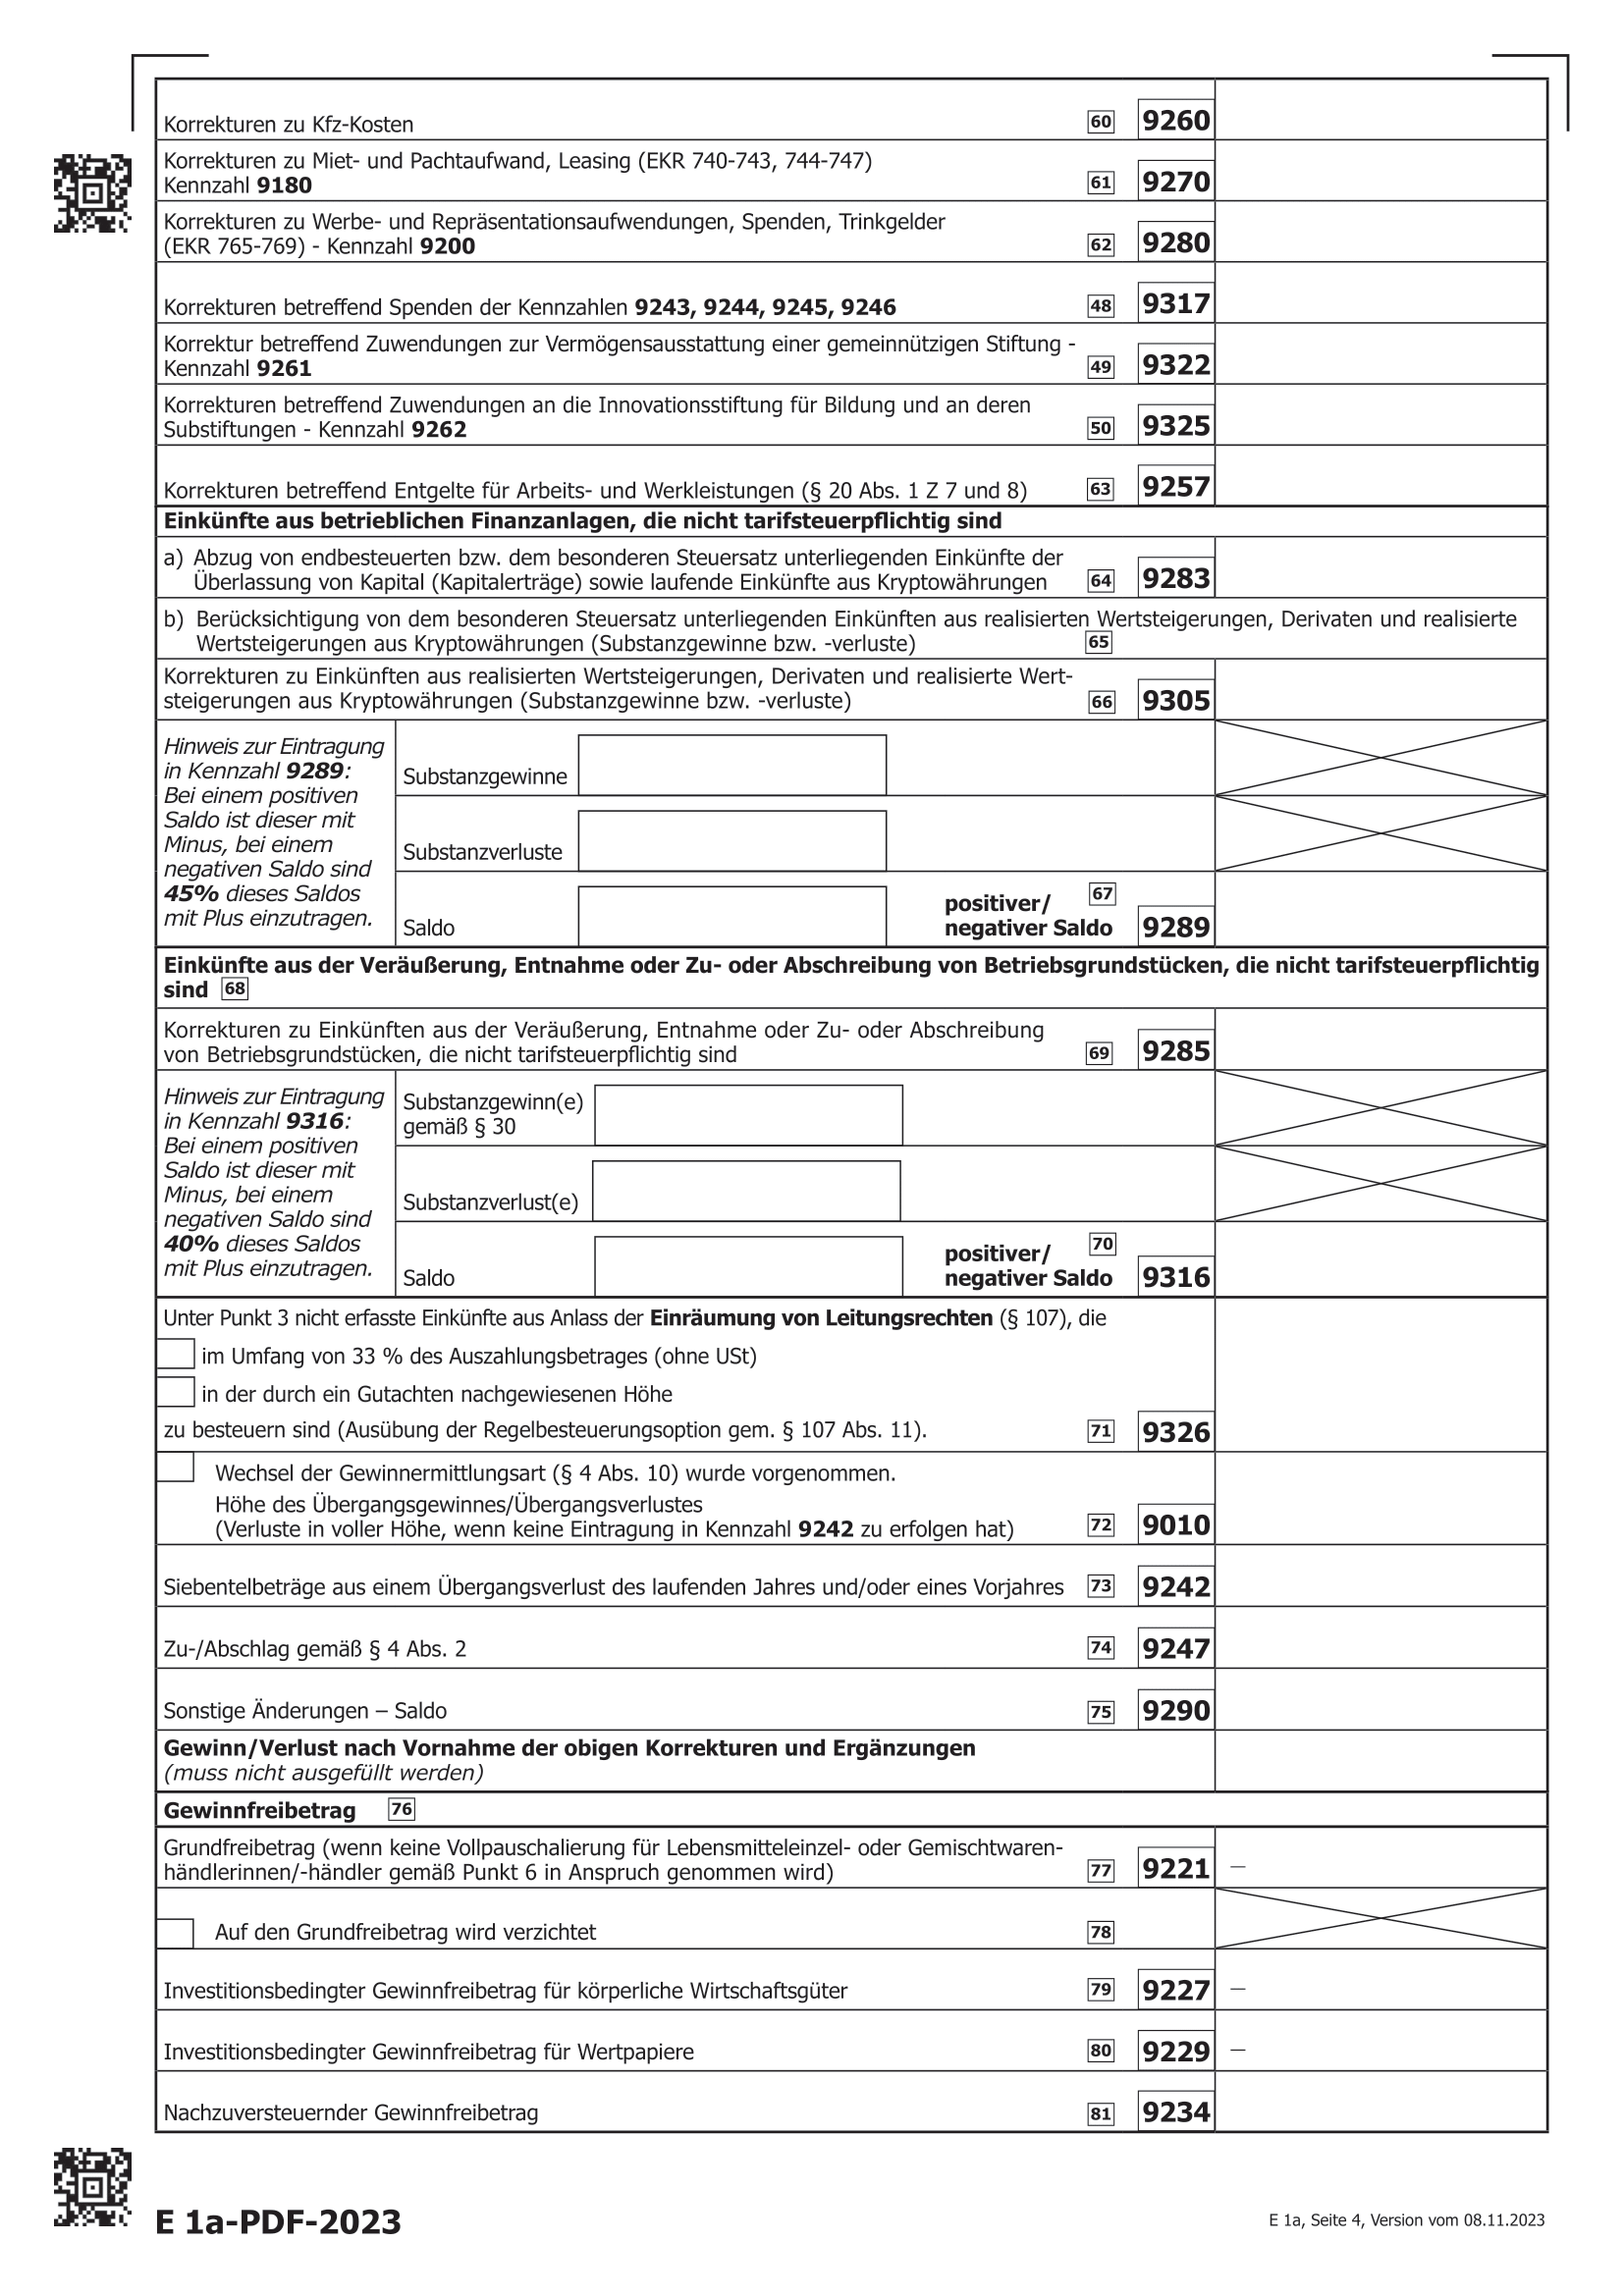 Korrekturen zu Kfz-Kosten 60 9260
Korrekturen zu Miet- und Pachtaufwand, Leasing (EKR 740-743, 744-747)
Kennzahl 9180 61 9270
Korrekturen zu Werbe- und Repräsentationsaufwendungen, Spenden, Trinkgelder
(EKR 765-769) - Kennzahl 9200 62 9280
Korrekturen betreffend Spenden der Kennzahlen 9243, 9244, 9245, 9246 48 9317
Korrektur betreffend Zuwendungen zur Vermögensausstattung einer gemeinnützigen Stiftung -
Kennzahl 9261 49 9322
Korrekturen betreffend Zuwendungen an die Innovationsstiftung für Bildung und an deren
Substiftungen - Kennzahl 9262 50 9325
Korrekturen betreffend Entgelte für Arbeits- und Werkleistungen (§ 20 Abs. 1 Z 7 und 8) 63 9257
Einkünfte aus betrieblichen Finanzanlagen, die nicht tarifsteuerpflichtig sind
a) Abzug von endbesteuerten bzw. dem besonderen Steuersatz unterliegenden Einkünfte der
Überlassung von Kapital (Kapitalerträge) sowie laufende Einkünfte aus Kryptowährungen 64 9283
b) Berücksichtigung von dem besonderen Steuersatz unterliegenden Einkünften aus realisierten Wertsteigerungen, Derivaten und realisierte
Wertsteigerungen aus Kryptowährungen (Substanzgewinne bzw. -verluste) 65
Korrekturen zu Einkünften aus realisierten Wertsteigerungen, Derivaten und realisierte Wert-
steigerungen aus Kryptowährungen (Substanzgewinne bzw. -verluste) 66 9305
Hinweis zur Eintragung
in Kennzahl 9289:
Bei einem positiven
Saldo ist dieser mit
Minus, bei einem
negativen Saldo sind
45% dieses Saldos
mit Plus einzutragen.
Substanzgewinne
Substanzverluste
Saldo
positiver/ 67
negativer Saldo 9289
Einkünfte aus der Veräußerung, Entnahme oder Zu- oder Abschreibung von Betriebsgrundstücken, die nicht tarifsteuerpflichtig
sind 68
Korrekturen zu Einkünften aus der Veräußerung, Entnahme oder Zu- oder Abschreibung
von Betriebsgrundstücken, die nicht tarifsteuerpflichtig sind 69 9285
Hinweis zur Eintragung
in Kennzahl 9316:
Bei einem positiven
Saldo ist dieser mit
Minus, bei einem
negativen Saldo sind
40% dieses Saldos
mit Plus einzutragen.
Substanzgewinn(e)
gemäß § 30
Substanzverlust(e)
Saldo
positiver/ 70
negativer Saldo 9316
Unter Punkt 3 nicht erfasste Einkünfte aus Anlass der Einräumung von Leitungsrechten (§ 107), die
im Umfang von 33 % des Auszahlungsbetrages (ohne USt)
in der durch ein Gutachten nachgewiesenen Höhe
zu besteuern sind (Ausübung der Regelbesteuerungsoption gem. § 107 Abs. 11). 71 9326
Wechsel der Gewinnermittlungsart (§ 4 Abs. 10) wurde vorgenommen.
Höhe des Übergangsgewinnes/Übergangsverlustes
(Verluste in voller Höhe, wenn keine Eintragung in Kennzahl 9242 zu erfolgen hat) 72 9010
Siebentelbeträge aus einem Übergangsverlust des laufenden Jahres und/oder eines Vorjahres 73 9242
Zu-/Abschlag gemäß § 4 Abs. 2 74 9247
Sonstige Änderungen – Saldo 75 9290
Gewinn/Verlust nach Vornahme der obigen Korrekturen und Ergänzungen
(muss nicht ausgefüllt werden)
Gewinnfreibetrag 76
Grundfreibetrag (wenn keine Vollpauschalierung für Lebensmitteleinzel- oder Gemischtwaren-
händlerinnen/-händler gemäß Punkt 6 in Anspruch genommen wird) 77 9221 –
Auf den Grundfreibetrag wird verzichtet 78
Investitionsbedingter Gewinnfreibetrag für körperliche Wirtschaftsgüter 79 9227 –
Investitionsbedingter Gewinnfreibetrag für Wertpapiere 80 9229 –
Nachzuversteuernder Gewinnfreibetrag 81 9234
E 1a-PDF-2023
E 1a, Seite 4, Version vom 08.11.2023